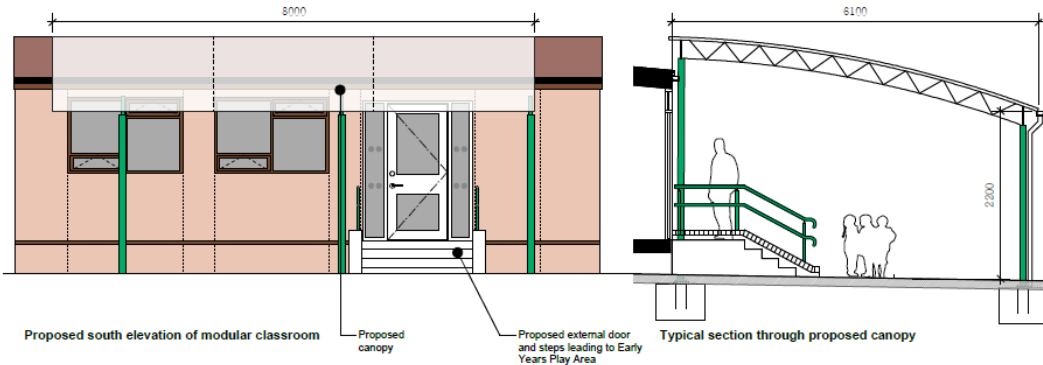 8000
6100
2200
Proposed south elevation of modular classroom
Proposed
canopy
Proposed external door
and steps leading to Early
Years Play Area
Typical section through proposed canopy